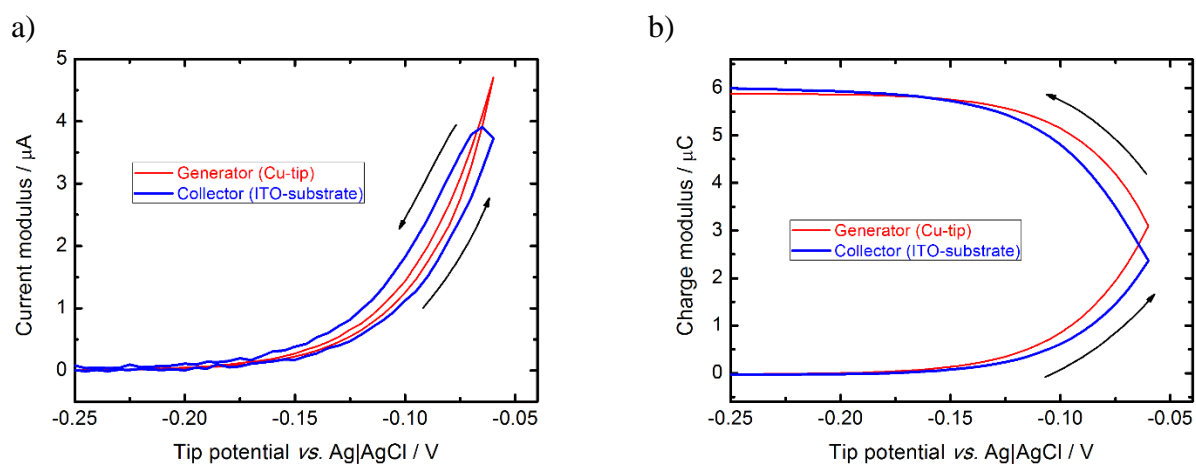 a)
5
4
3
2
1
0
Current modulus / μA
Generator (Cu-tip)
Collector (ITO-substrate)
-0.25 -0.20 -0.15 -0.10 -0.05
Tip potential vs. Ag|AgCl / V
b)
6
5
4
3
2
1
0
Charge modulus / μC
Generator (Cu-tip)
Collector (ITO-substrate)
-0.25 -0.20 -0.15 -0.10 -0.05
Tip potential vs. Ag|AgCl / V